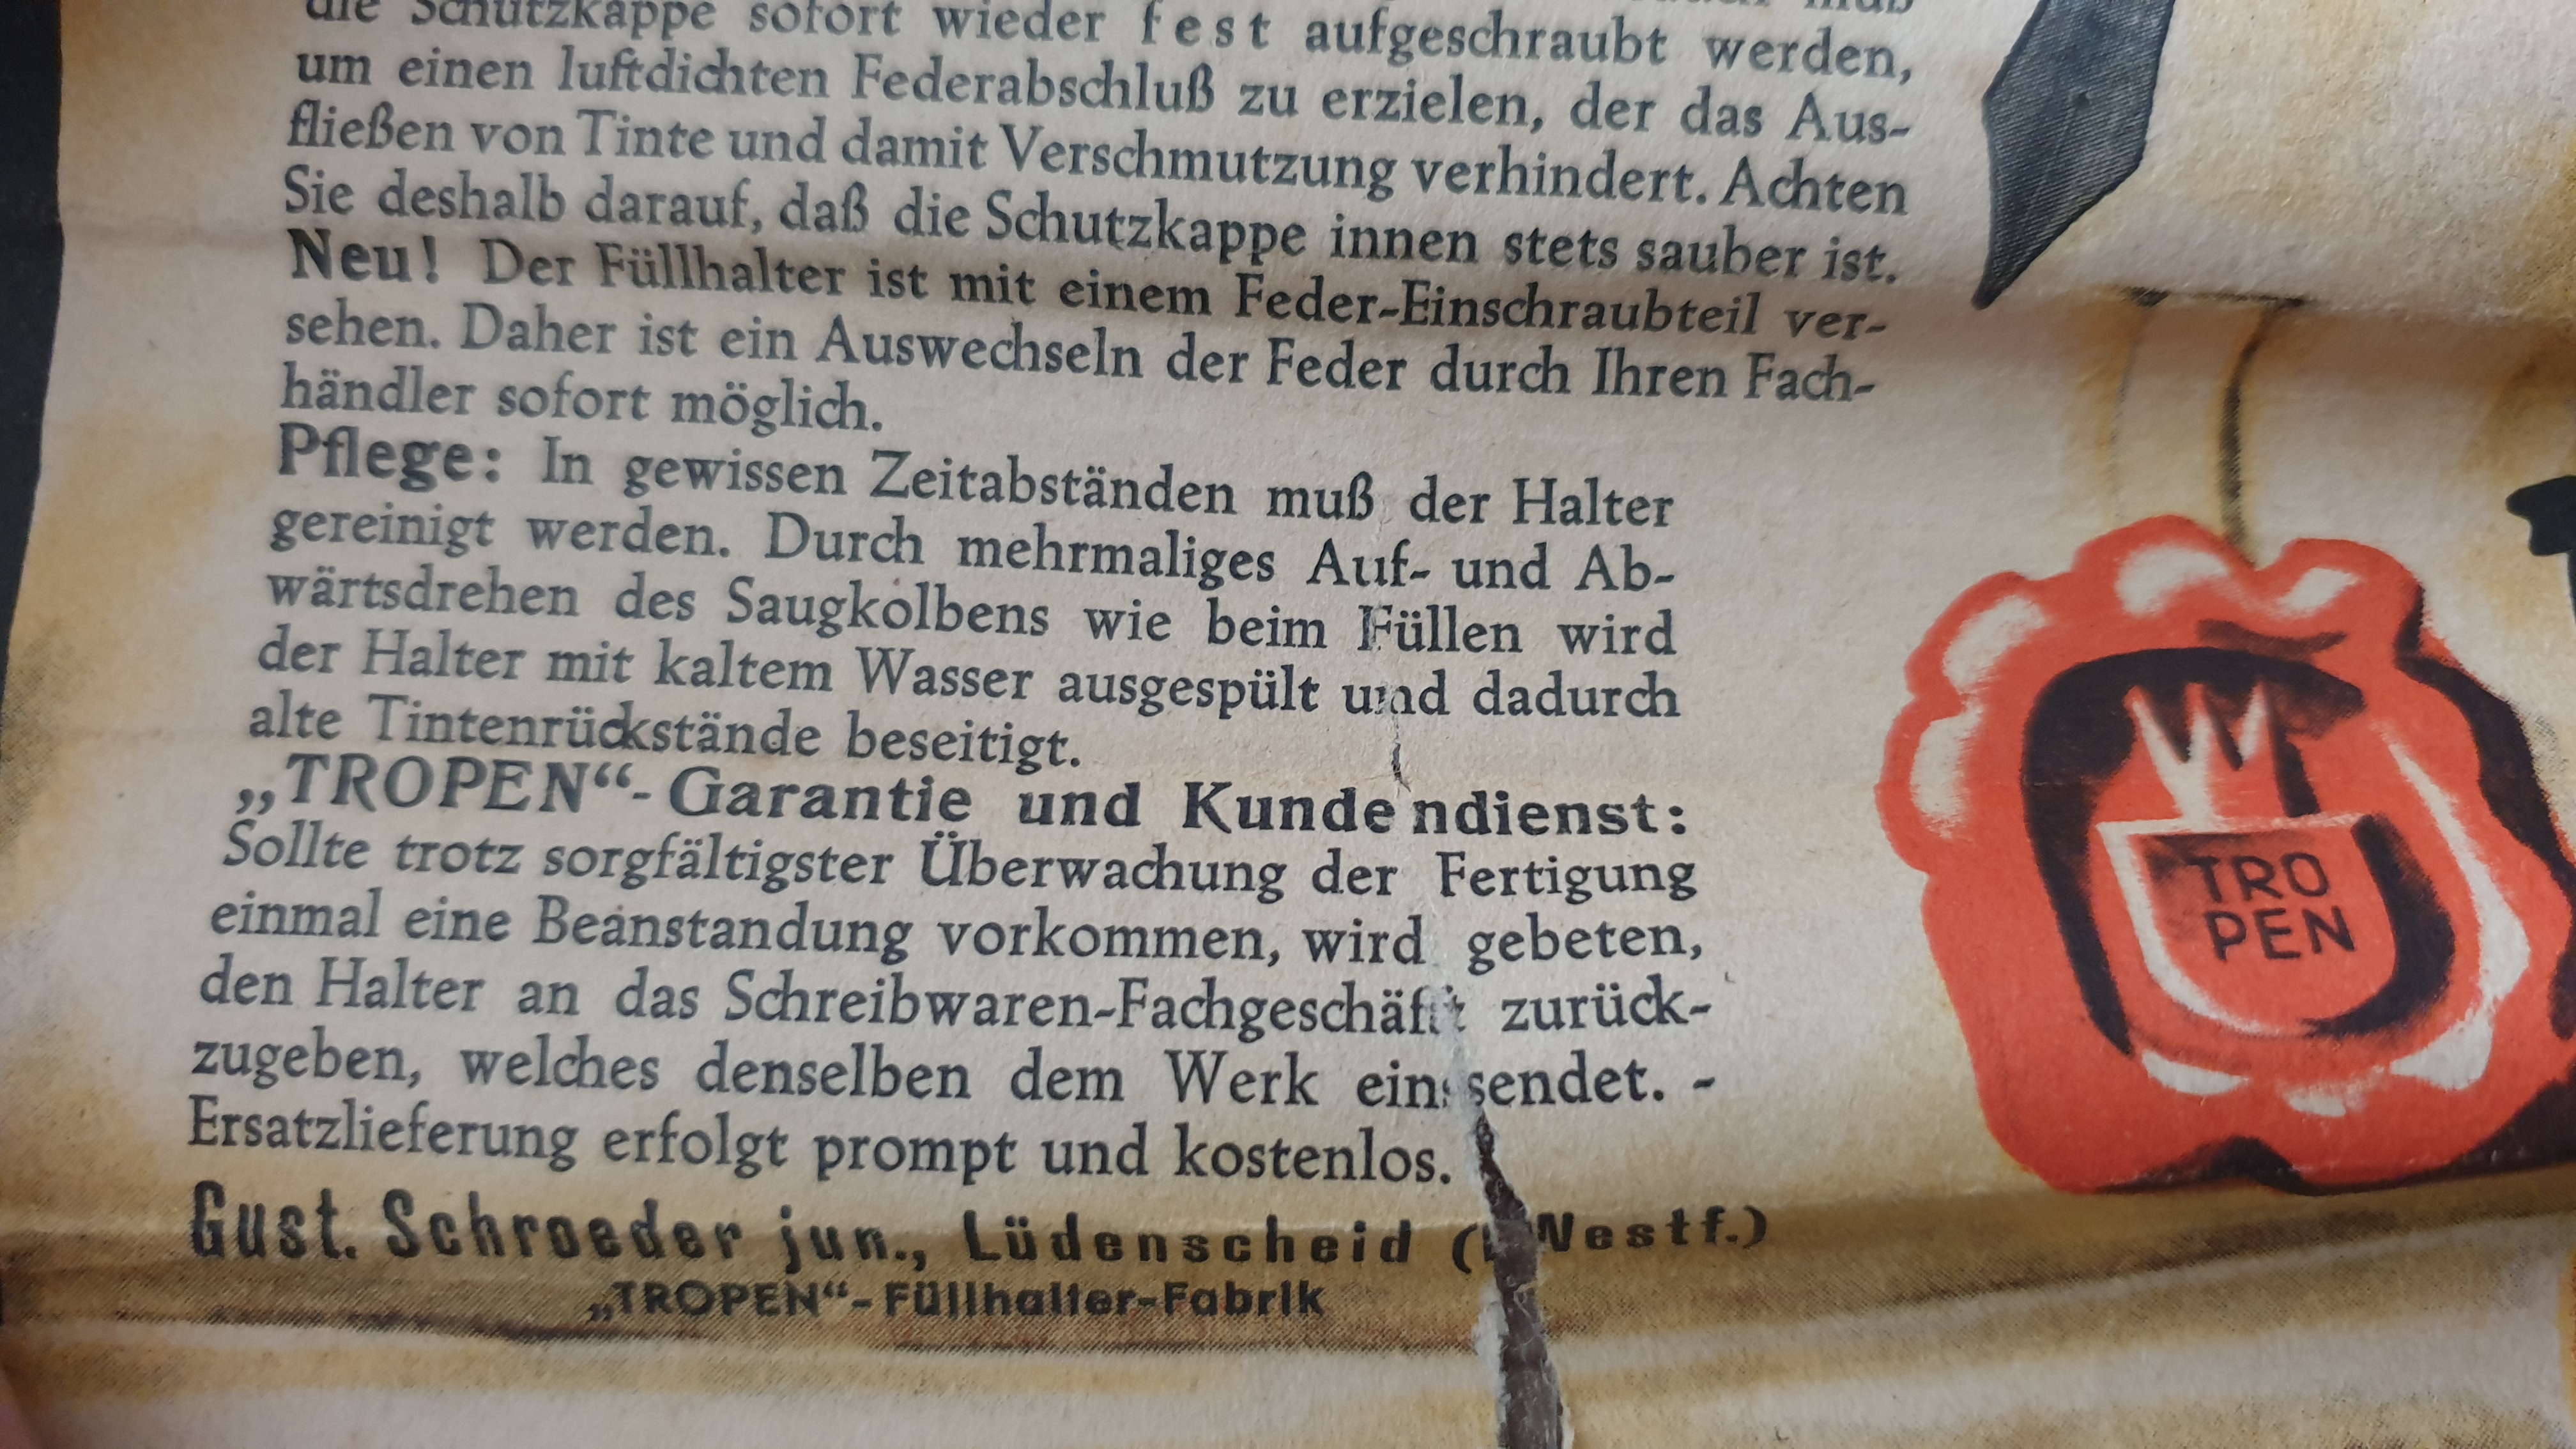 die Schutzkappe sofort wieder fest aufgeschraubt werden,
um einen luftdichten Federabschluß zu erzielen, der das Aus-
fließen von Tinte und damit Verschmutzung verhindert. Achten
Sie deshalb darauf, daß die Schutzkappe innen stets sauber ist.
Neu! Der Füllhalter ist mit einem Feder-Einschraubteil ver-
sehen. Daher ist ein Auswechseln der Feder durch Ihren Fach-
händler sofort möglich.
Pflege: In gewissen Zeitabständen muß der Halter
gereinigt werden. Durch mehrmaliges Auf- und Ab-
wärtsdrehen des Saugkolbens wie beim Füllen wird
der Halter mit kaltem Wasser ausgespült und dadurch
alte Tintenrückstände beseitigt.
„TROPEN“-Garantie und Kundendienst:
Sollte trotz sorgfältigster Überwachung der Fertigung
einmal eine Beanstandung vorkommen, wird gebeten,
den Halter an das Schreibwaren-Fachgeschäft zurück-
zugeben, welches denselben dem Werk einsendet. -
Ersatzlieferung erfolgt prompt und kostenlos.
Gust. Schroeder jun., Lüdenscheid (Westf.)
„TROPEN“-Füllhalter-Fabrik
TRO
PEN